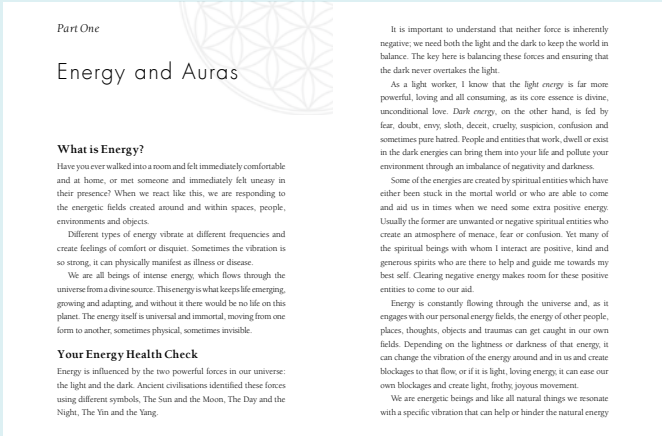 Part One
Energy and Auras
What is Energy?
Have you ever walked into a room and felt immediately comfortable
and at home, or met someone and immediately felt uneasy in
their presence? When we react like this, we are responding to
the energetic fields created around and within spaces, people,
environments and objects.
Different types of energy vibrate at different frequencies and
create feelings of comfort or disquiet. Sometimes the vibration is
so strong, it can physically manifest as illness or disease.
We are all beings of intense energy, which flows through the
universe from a divine source. This energy is what keeps life emerging,
growing and adapting, and without it there would be no life on this
planet. The energy itself is universal and immortal, moving from one
form to another, sometimes physical, sometimes invisible.
Your Energy Health Check
Energy is influenced by the two powerful forces in our universe:
the light and the dark. Ancient civilisations identified these forces
using different symbols, The Sun and the Moon, The Day and the
Night, The Yin and the Yang.
It is important to understand that neither force is inherently
negative; we need both the light and the dark to keep the world in
balance. The key here is balancing these forces and ensuring that
the dark never overtakes the light.
As a light worker, I know that the light energy is far more
powerful, loving and all consuming, as its core essence is divine,
unconditional love. Dark energy, on the other hand, is fed by
fear, doubt, envy, sloth, deceit, cruelty, suspicion, confusion and
sometimes pure hatred. People and entities that work, dwell or exist
in the dark energies can bring them into your life and pollute your
environment through an imbalance of negativity and darkness.
Some of the energies are created by spiritual entities which have
either been stuck in the mortal world or who are able to come
and aid us in times when we need some extra positive energy.
Usually the former are unwanted or negative spiritual entities who
create an atmosphere of menace, fear or confusion. Yet many of
the spiritual beings with whom I interact are positive, kind and
generous spirits who are there to help and guide me towards my
best self. Clearing negative energy makes room for these positive
entities to come to our aid.
Energy is constantly flowing through the universe and, as it
engages with our personal energy fields, the energy of other people,
places, thoughts, objects and traumas can get caught in our own
fields. Depending on the lightness or darkness of that energy, it
can change the vibration of the energy around and in us and create
blockages to that flow, or if it is light, loving energy, it can ease our
own blockages and create light, frothy, joyous movement.
We are energetic beings and like all natural things we resonate
with a specific vibration that can help or hinder the natural energy